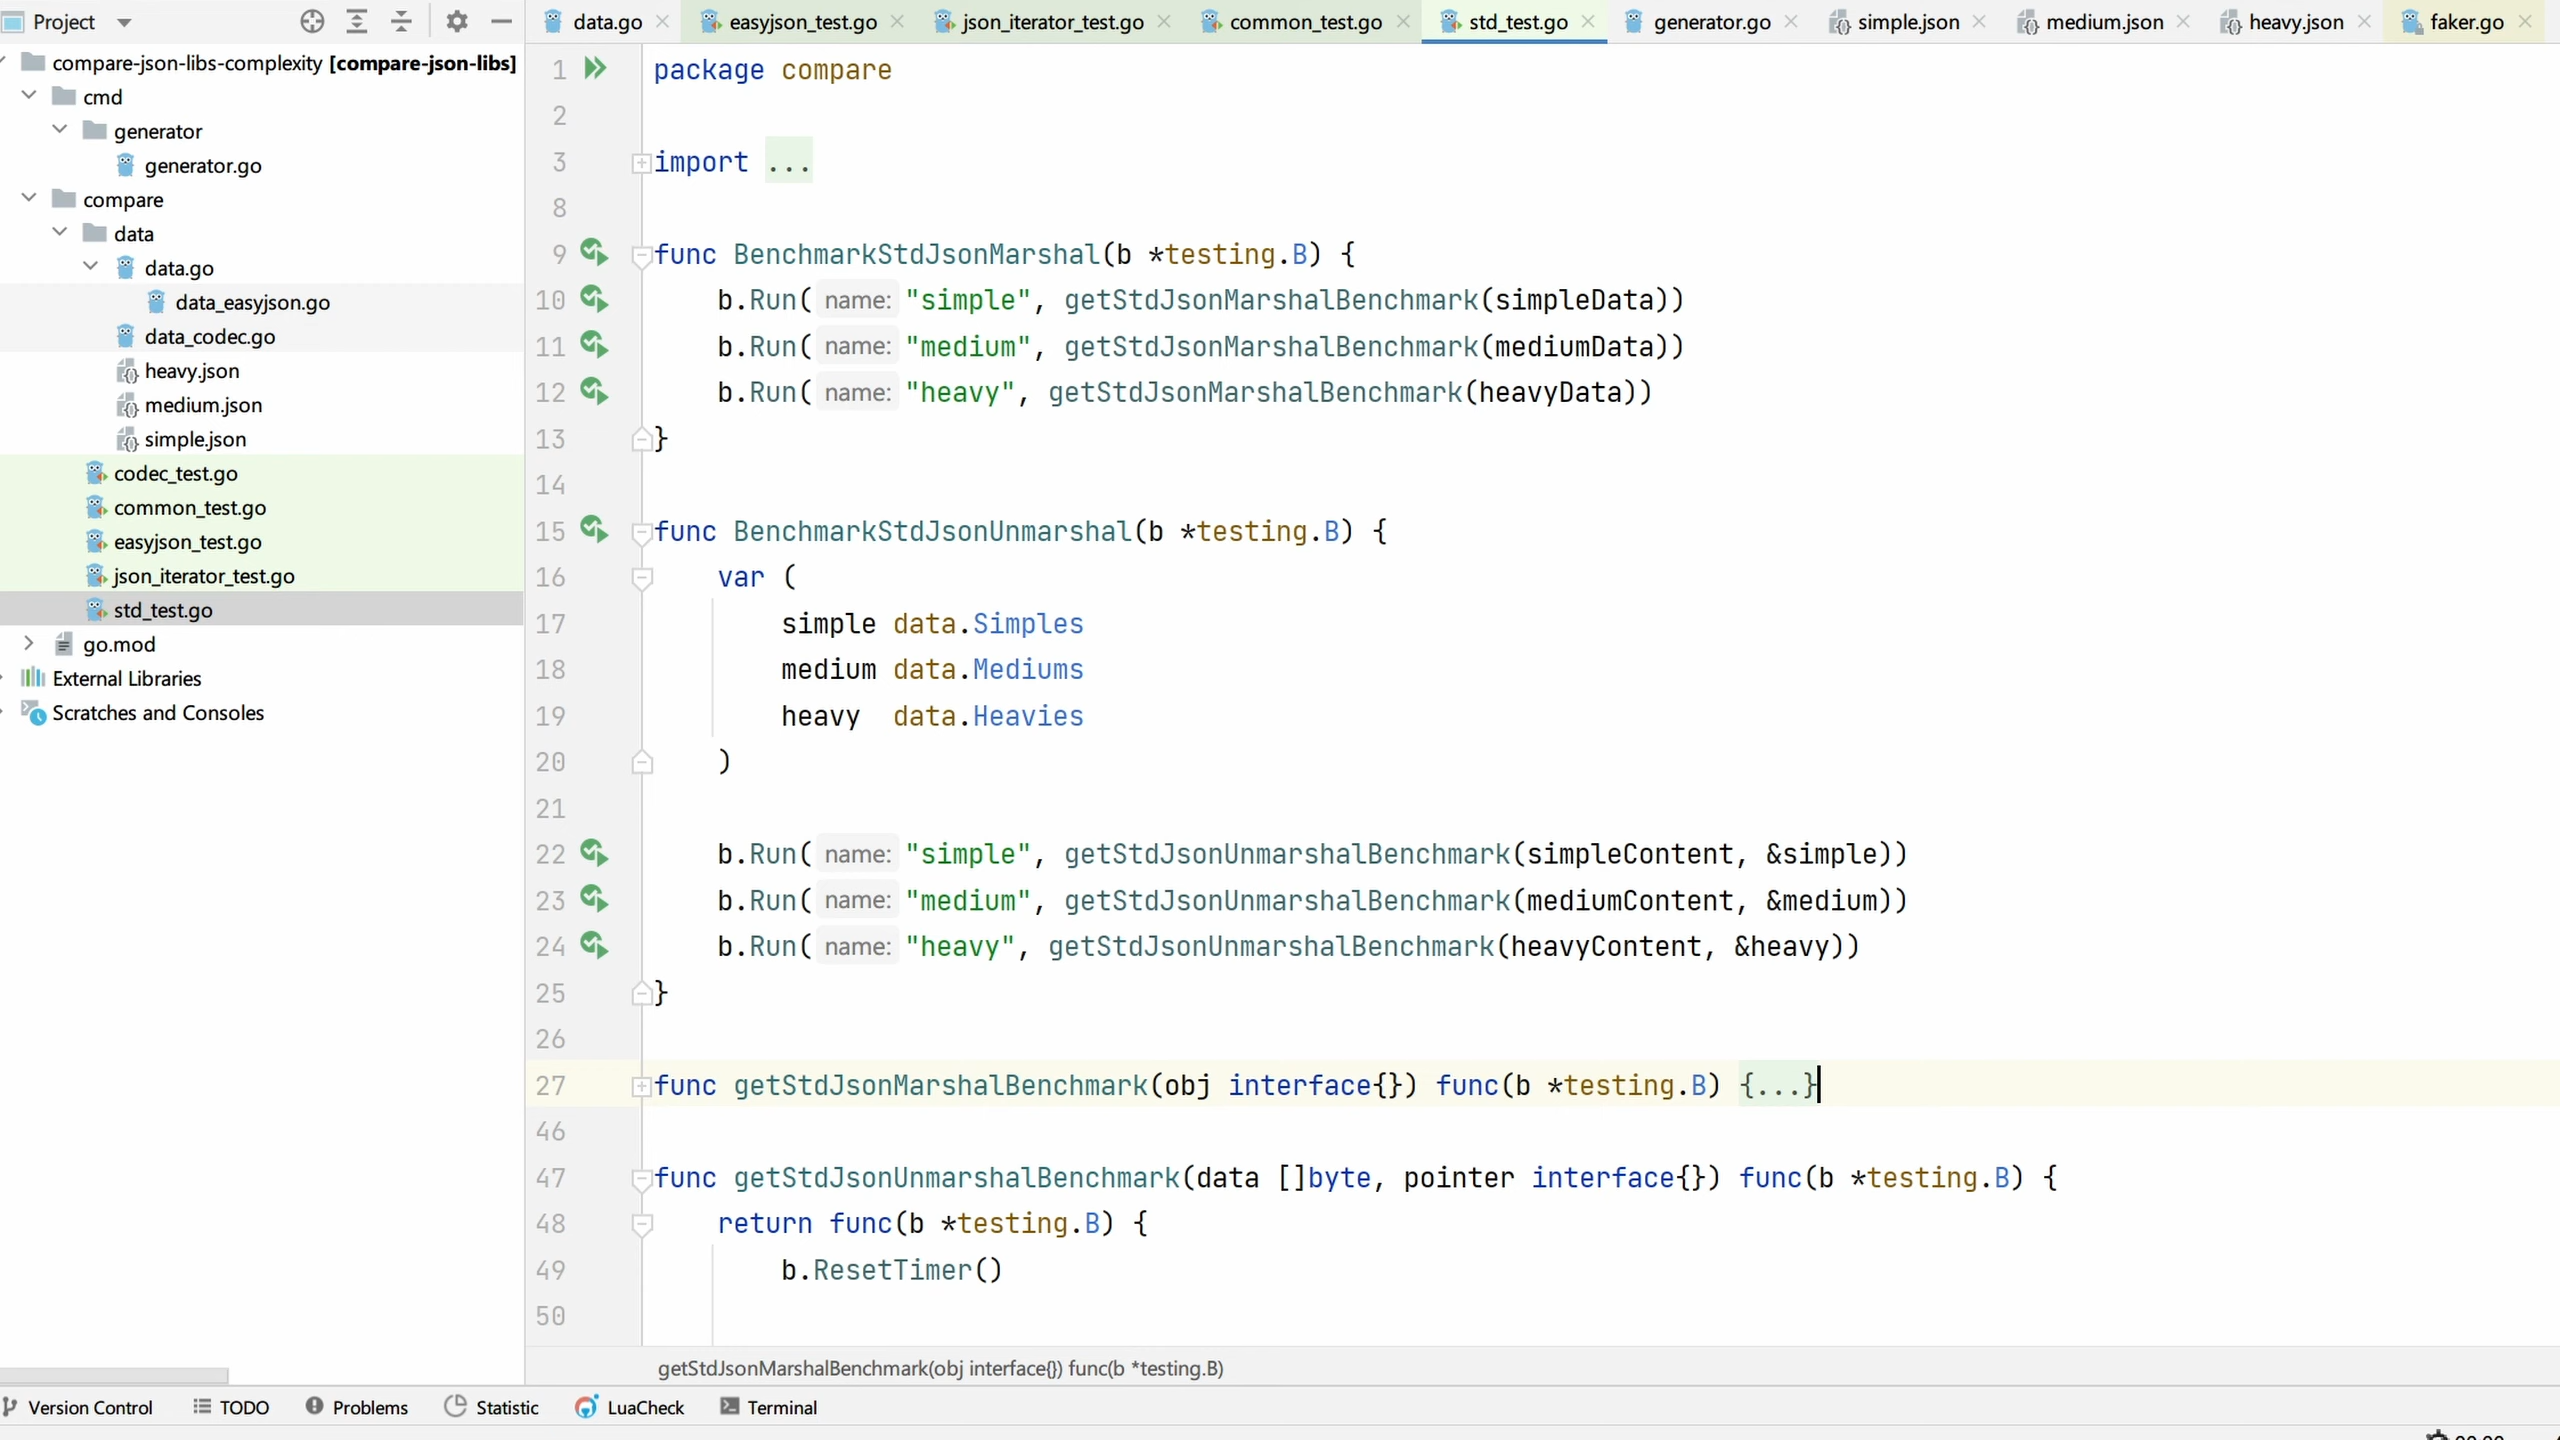 Project
data.go
easyjson_test.go
json_iterator_test.go
common_test.go
std_test.go
generator.go
simple.json
medium.json
heavy.json
faker.go
compare-json-libs-complexity [compare-json-libs]
cmd
generator
generator.go
compare
data
data.go
data_easyjson.go
data_codec.go
heavy.json
medium.json
simple.json
codec_test.go
common_test.go
easyjson_test.go
json_iterator_test.go
std_test.go
go.mod
External Libraries
Scratches and Consoles
1 package compare
2
3 import ...
8
9 func BenchmarkStdJsonMarshal(b *testing.B) {
10 b.Run( name: "simple", getStdJsonMarshalBenchmark(simpleData))
11 b.Run( name: "medium", getStdJsonMarshalBenchmark(mediumData))
12 b.Run( name: "heavy", getStdJsonMarshalBenchmark(heavyData))
13 }
14
15 func BenchmarkStdJsonUnmarshal(b *testing.B) {
16 var (
17 simple data.Simples
18 medium data.Mediums
19 heavy data.Heavies
20 )
21
22 b.Run( name: "simple", getStdJsonUnmarshalBenchmark(simpleContent, &simple))
23 b.Run( name: "medium", getStdJsonUnmarshalBenchmark(mediumContent, &medium))
24 b.Run( name: "heavy", getStdJsonUnmarshalBenchmark(heavyContent, &heavy))
25 }
26
27 func getStdJsonMarshalBenchmark(obj interface{}) func(b *testing.B) {...}
46
47 func getStdJsonUnmarshalBenchmark(data []byte, pointer interface{}) func(b *testing.B) {
48 return func(b *testing.B) {
49 b.ResetTimer()
50
getStdJsonMarshalBenchmark(obj interface{}) func(b *testing.B)
Version Control
TODO
Problems
Statistic
LuaCheck
Terminal